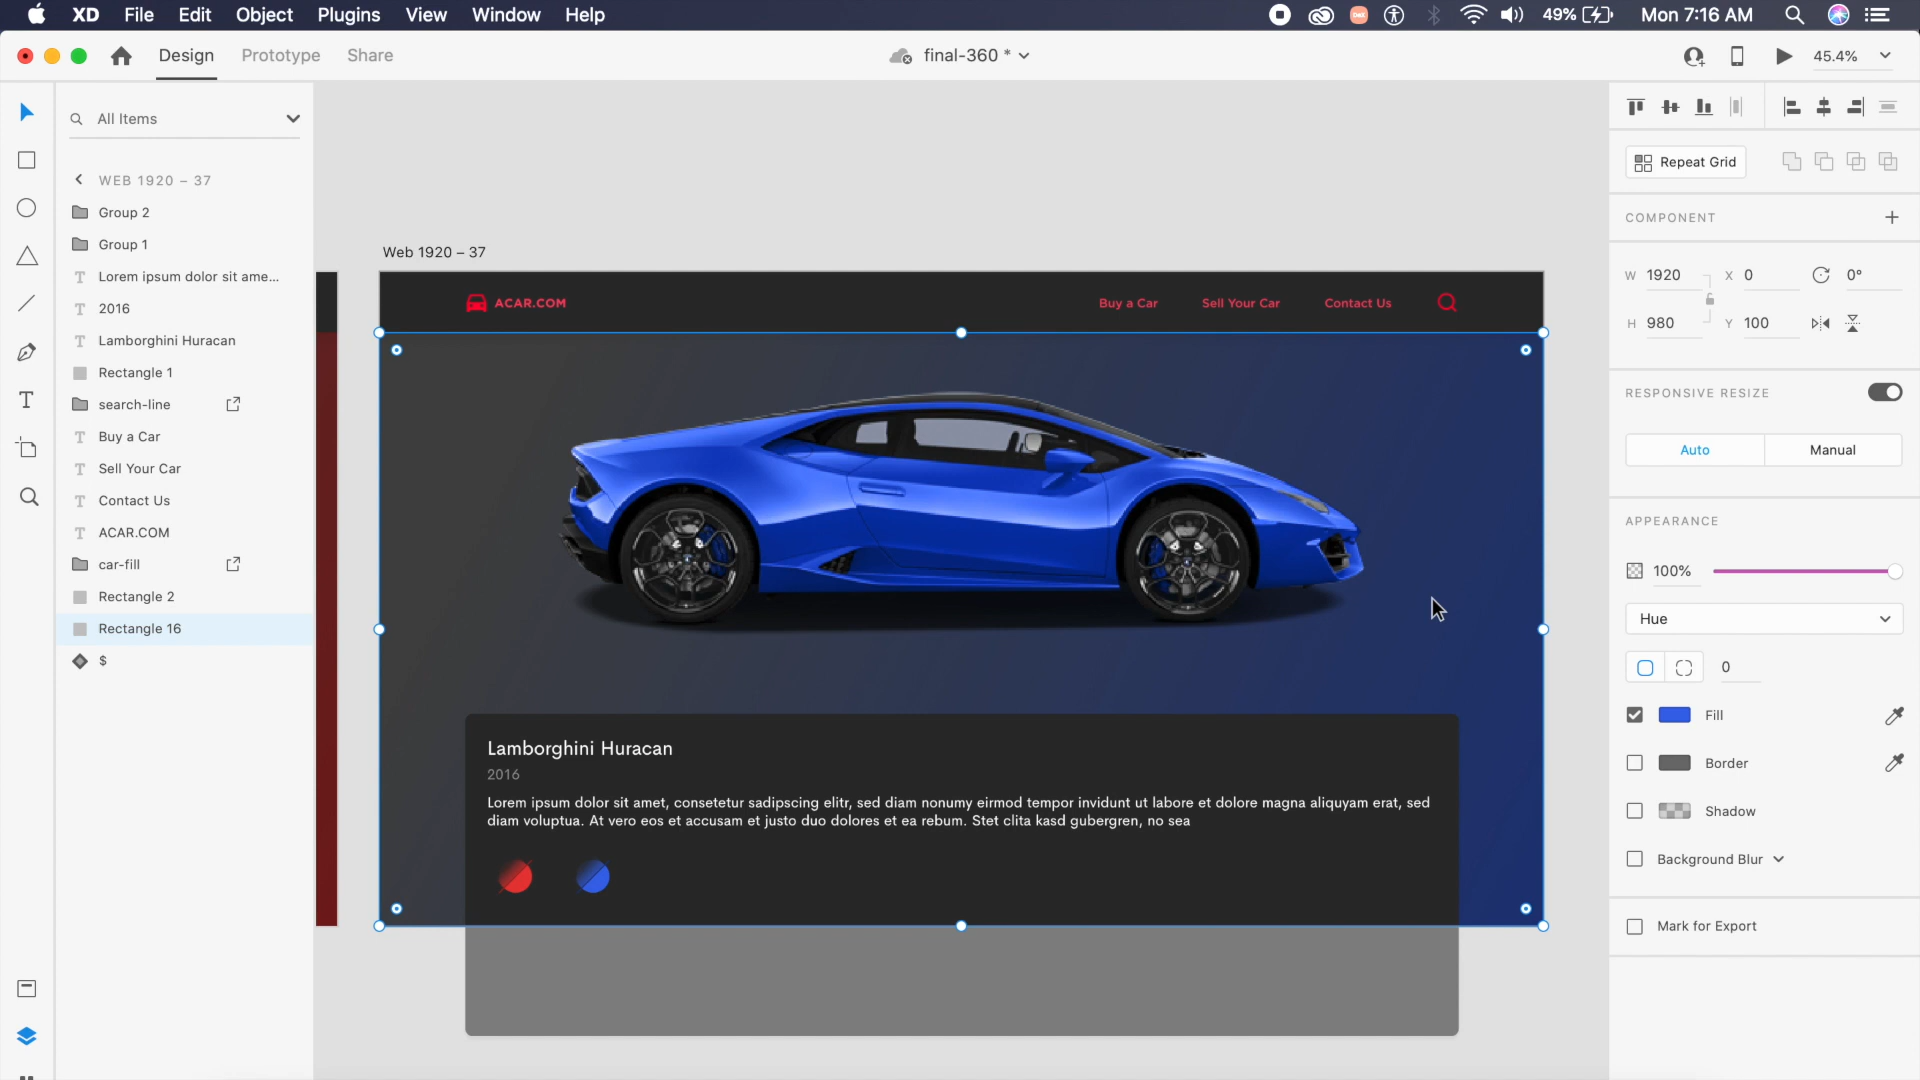 XD File Edit Object Plugins View Window Help
49% Mon 7:16 AM
Design Prototype Share
final-360 *
45.4%
All Items
WEB 1920 – 37
Group 2
Group 1
Lorem ipsum dolor sit ame...
2016
Lamborghini Huracan
Rectangle 1
search-line
Buy a Car
Sell Your Car
Contact Us
ACAR.COM
car-fill
Rectangle 2
Rectangle 16
$
Web 1920 – 37
ACAR.COM
Buy a Car Sell Your Car Contact Us
Lamborghini Huracan
2016
Lorem ipsum dolor sit amet, consetetur sadipscing elitr, sed diam nonumy eirmod tempor invidunt ut labore et dolore magna aliquyam erat, sed
diam voluptua. At vero eos et accusam et justo duo dolores et ea rebum. Stet clita kasd gubergren, no sea
Repeat Grid
COMPONENT
W 1920 X 0 0°
H 980 Y 100
RESPONSIVE RESIZE
Auto Manual
APPEARANCE
100%
Hue
0
Fill
Border
Shadow
Background Blur
Mark for Export